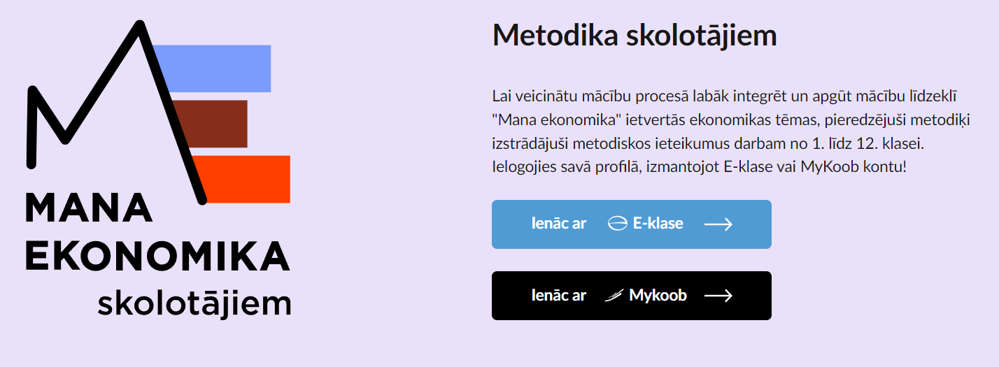 MANA
EKONOMIKA
skolotājiem
Metodika skolotājiem
Lai veicinātu mācību procesā labāk integrēt un apgūt mācību līdzeklī
"Mana ekonomika" ietvertās ekonomikas tēmas, pieredzējuši metodiķi
izstrādājuši metodiskos ieteikumus darbam no 1. līdz 12. klasei.
Ielogojies savā profilā, izmantojot E-klase vai MyKoob kontu!
Ienāc ar E-klase
Ienāc ar Mykoob